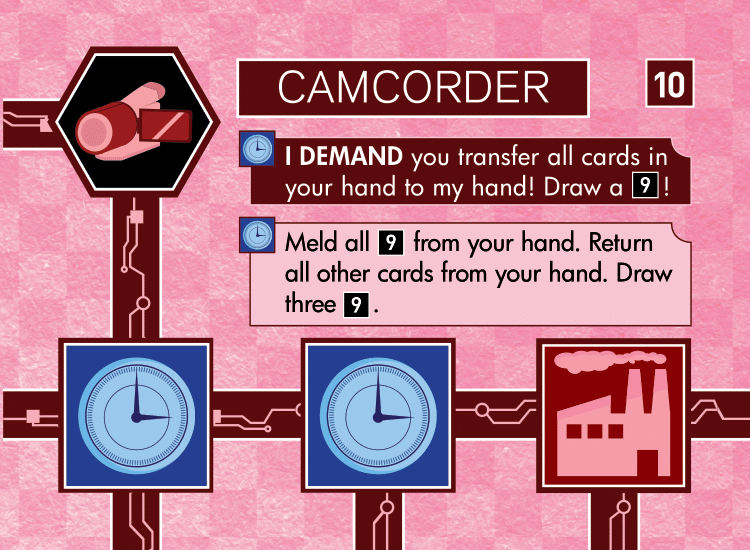 CAMCORDER
10
I DEMAND you transfer all cards in
your hand to my hand! Draw a 9!
Meld all 9 from your hand. Return
all other cards from your hand. Draw
three 9.